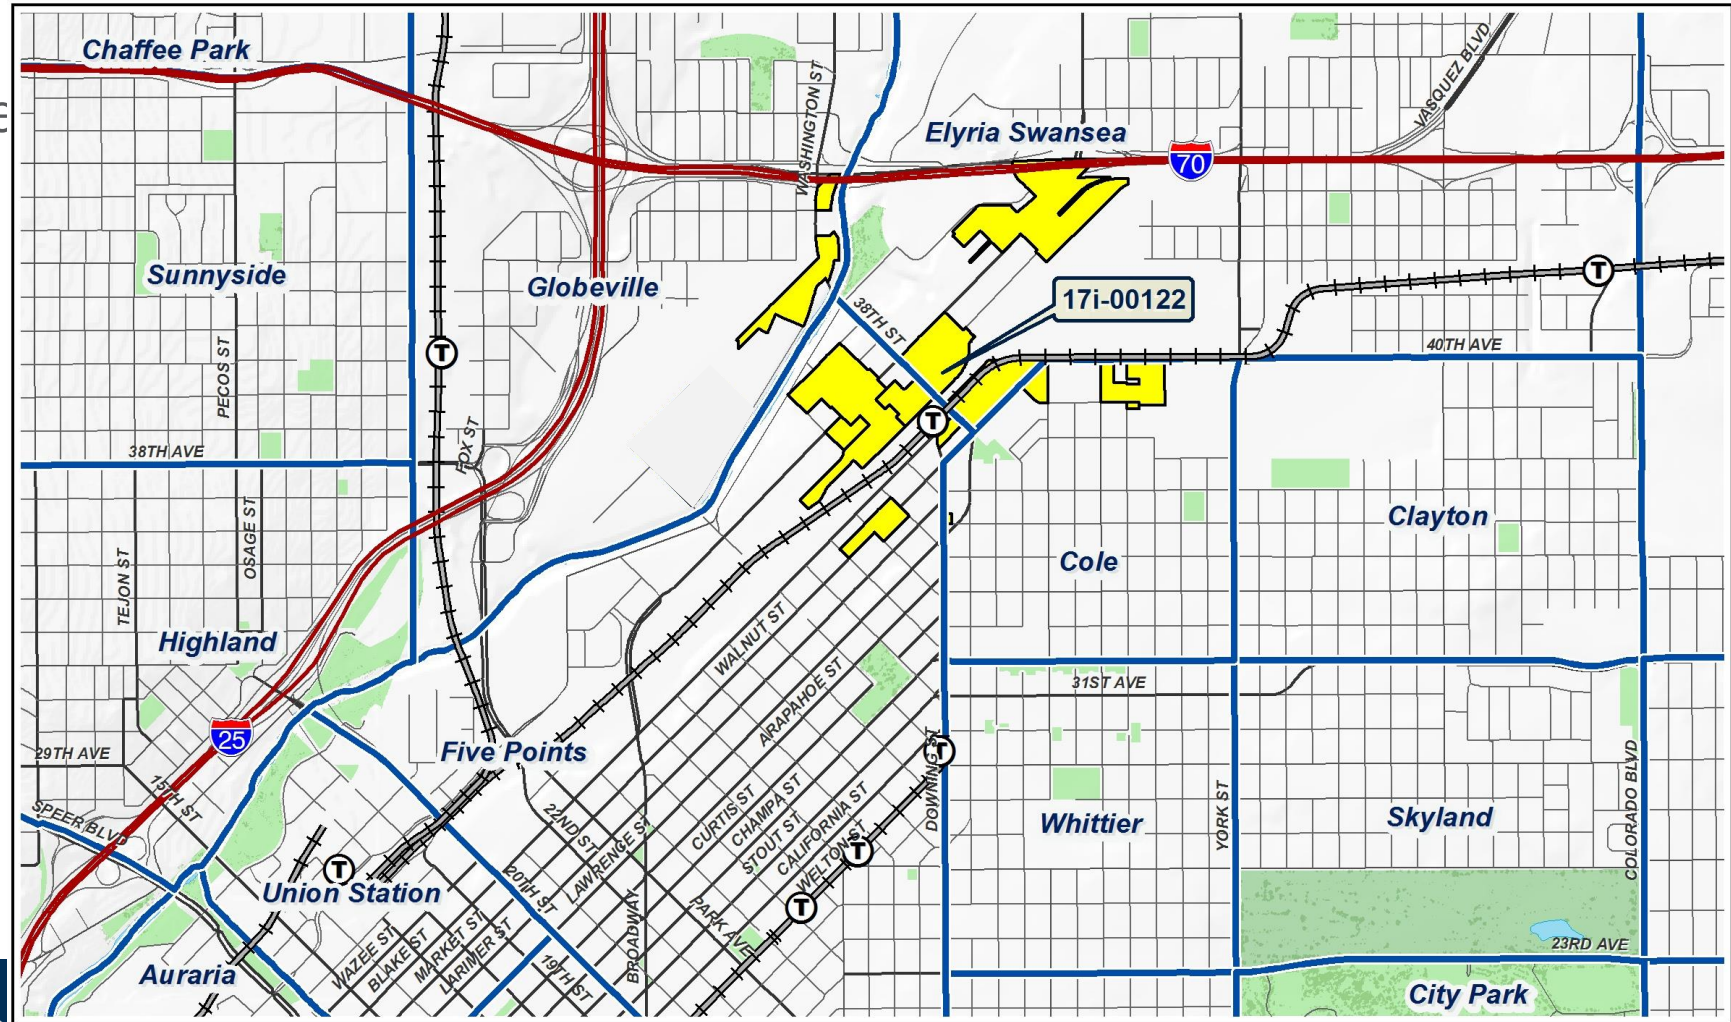 Chaffee Park
VASQUEZ BLVD
WASHINGTON ST
Elyria Swansea
70
Sunnyside
Globeville
17i-00122
T
38TH ST
PECOS ST
T
40TH AVE
T
FOX ST
38TH AVE
OSAGE ST
TEJON ST
Clayton
Cole
Highland
WALNUT ST
ARAPAHOE ST
31ST AVE
25
29TH AVE
Five Points
T
15TH ST
SPEER BLVD
DOWNING ST
YORK ST
COLORADO BLVD
22ND ST
LAWRENCE ST
CURTIS ST
CHAMPA ST
STOUT ST
CALIFORNIA ST
WELTON ST
T
Whittier
Skyland
T
Union Station
20TH ST
BROADWAY
PARK AVE
T
WAZEE ST
BLAKE ST
MARKET ST
LARIMER ST
19TH ST
23RD AVE
Auraria
City Park